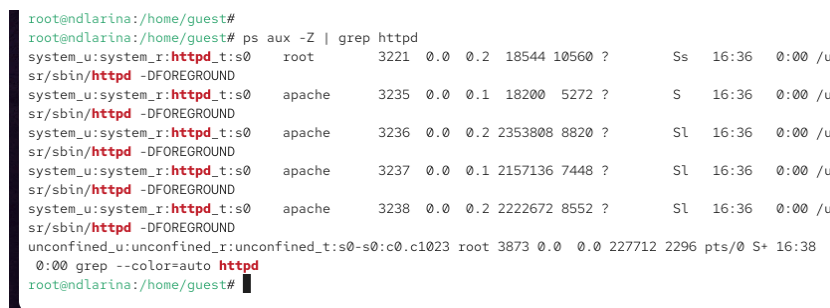 root@ndlarina:/home/guest#
root@ndlarina:/home/guest# ps aux -Z | grep httpd
system_u:system_r:httpd_t:s0    root        3221  0.0  0.2  18544 10560 ?        Ss   16:36   0:00 /u
sr/sbin/httpd -DFOREGROUND
system_u:system_r:httpd_t:s0    apache      3235  0.0  0.1  18200  5272 ?        S    16:36   0:00 /u
sr/sbin/httpd -DFOREGROUND
system_u:system_r:httpd_t:s0    apache      3236  0.0  0.2 2353808 8820 ?        Sl   16:36   0:00 /u
sr/sbin/httpd -DFOREGROUND
system_u:system_r:httpd_t:s0    apache      3237  0.0  0.1 2157136 7448 ?        Sl   16:36   0:00 /u
sr/sbin/httpd -DFOREGROUND
system_u:system_r:httpd_t:s0    apache      3238  0.0  0.2 2222672 8552 ?        Sl   16:36   0:00 /u
sr/sbin/httpd -DFOREGROUND
unconfined_u:unconfined_r:unconfined_t:s0-s0:c0.c1023 root 3873 0.0  0.0 227712 2296 pts/0 S+ 16:38
 0:00 grep --color=auto httpd
root@ndlarina:/home/guest#